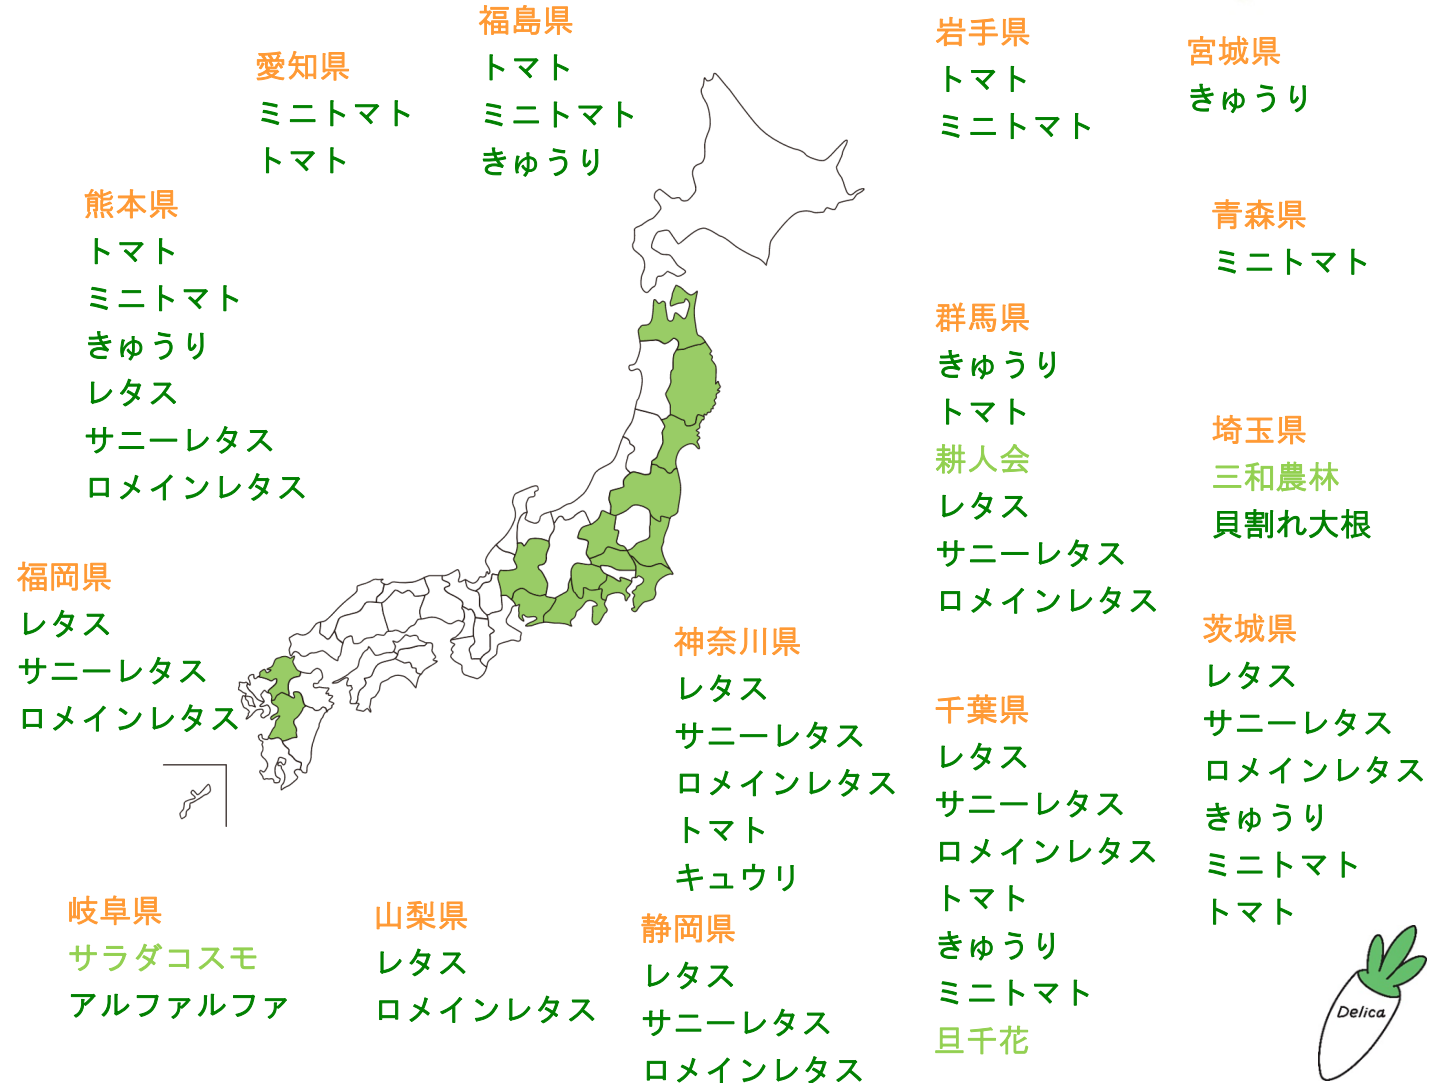 福島県
トマト
ミニトマト
きゅうり
愛知県
ミニトマト
トマト
岩手県
トマト
ミニトマト
宮城県
きゅうり
熊本県
トマト
ミニトマト
きゅうり
レタス
サニーレタス
ロメインレタス
青森県
ミニトマト
群馬県
きゅうり
トマト
耕人会
レタス
サニーレタス
ロメインレタス
埼玉県
三和農林
貝割れ大根
福岡県
レタス
サニーレタス
ロメインレタス
神奈川県
レタス
サニーレタス
ロメインレタス
トマト
キュウリ
千葉県
レタス
サニーレタス
ロメインレタス
トマト
きゅうり
ミニトマト
旦千花
茨城県
レタス
サニーレタス
ロメインレタス
きゅうり
ミニトマト
トマト
岐阜県
サラダコスモ
アルファルファ
山梨県
レタス
ロメインレタス
静岡県
レタス
サニーレタス
ロメインレタス
Delica